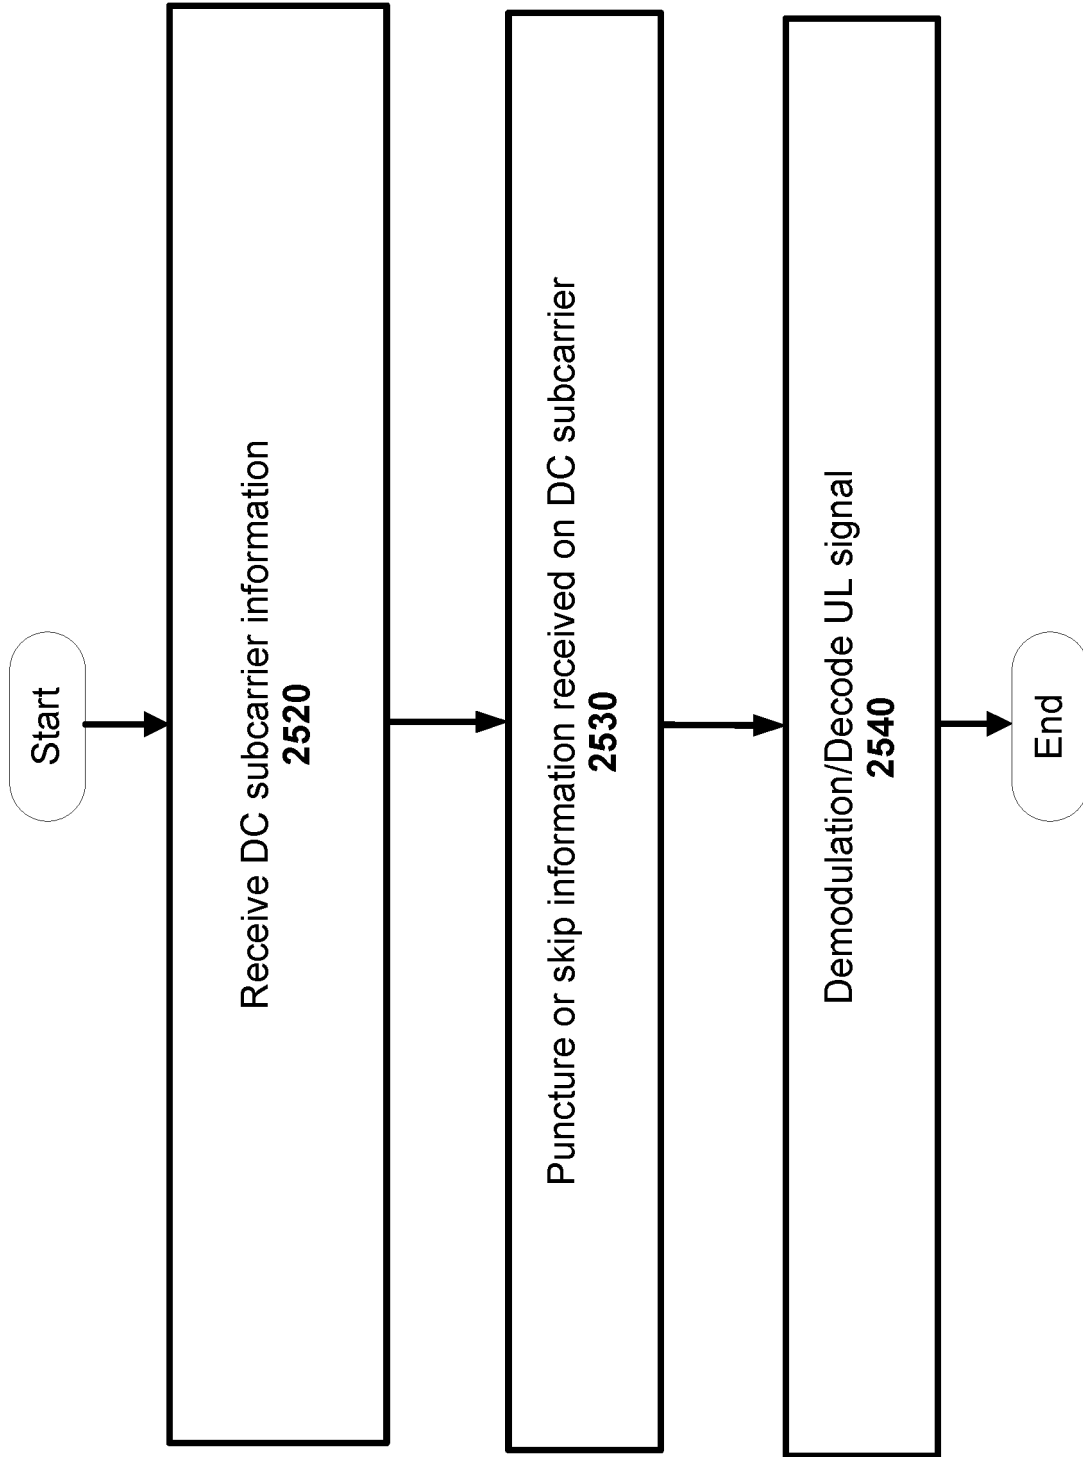 Start
Receive DC subcarrier information
2520
Puncture or skip information received on DC subcarrier
2530
Demodulation/Decode UL signal
2540
End